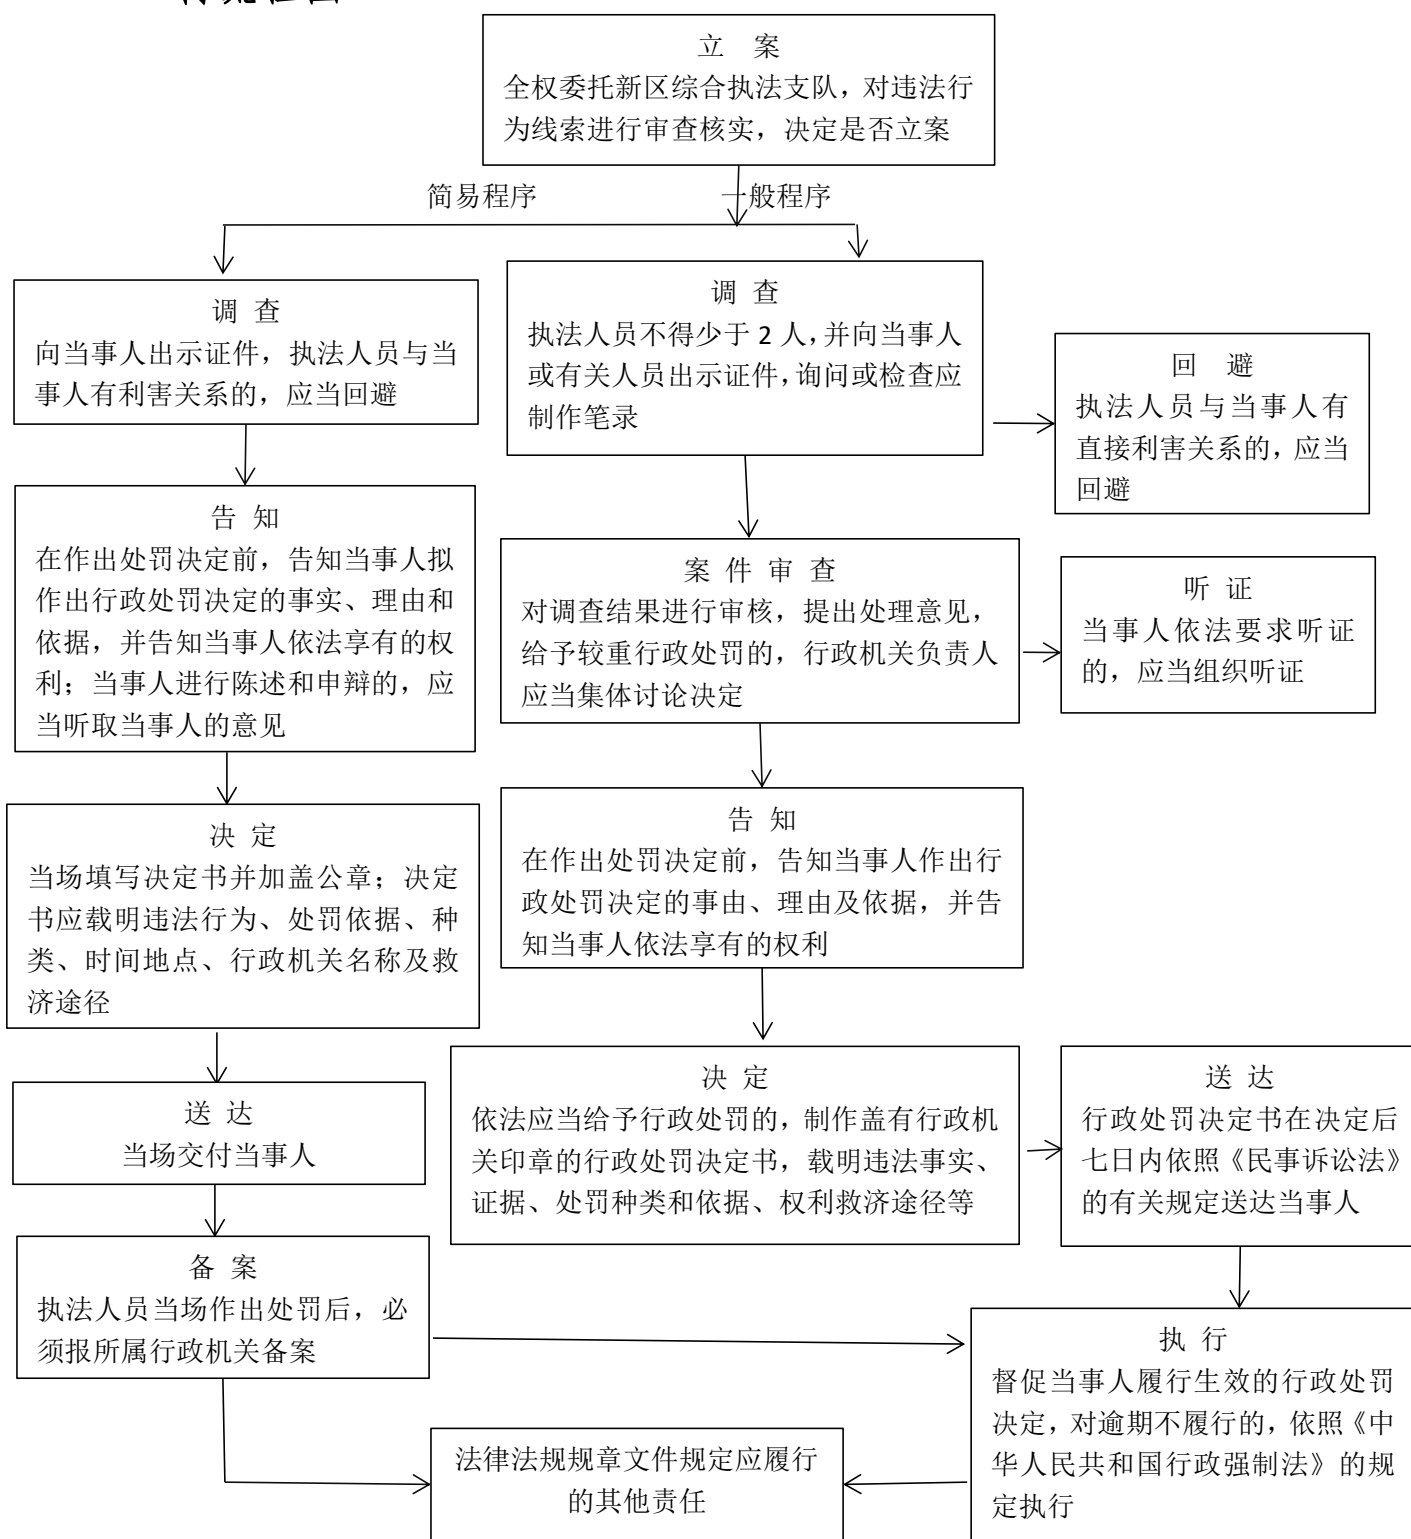 立 案
全权委托新区综合执法支队，对违法行
为线索进行审查核实，决定是否立案
简易程序
一般程序
调 查
向当事人出示证件，执法人员与当
事人有利害关系的，应当回避
调 查
执法人员不得少于 2 人，并向当事人
或有关人员出示证件，询问或检查应
制作笔录
回 避
执法人员与当事人有
直接利害关系的，应当
回避
告 知
在作出处罚决定前，告知当事人拟
作出行政处罚决定的事实、理由和
依据，并告知当事人依法享有的权
利；当事人进行陈述和申辩的，应
当听取当事人的意见
案 件 审 查
对调查结果进行审核，提出处理意见，
给予较重行政处罚的，行政机关负责人
应当集体讨论决定
听 证
当事人依法要求听证
的，应当组织听证
决 定
当场填写决定书并加盖公章；决定
书应载明违法行为、处罚依据、种
类、时间地点、行政机关名称及救
济途径
告 知
在作出处罚决定前，告知当事人作出行
政处罚决定的事由、理由及依据，并告
知当事人依法享有的权利
送 达
当场交付当事人
决 定
依法应当给予行政处罚的，制作盖有行政机
关印章的行政处罚决定书，载明违法事实、
证据、处罚种类和依据、权利救济途径等
送 达
行政处罚决定书在决定后
七日内依照《民事诉讼法》
的有关规定送达当事人
备 案
执法人员当场作出处罚后，必
须报所属行政机关备案
执 行
督促当事人履行生效的行政处罚
决定，对逾期不履行的，依照《中
华人民共和国行政强制法》的规
定执行
法律法规规章文件规定应履行
的其他责任